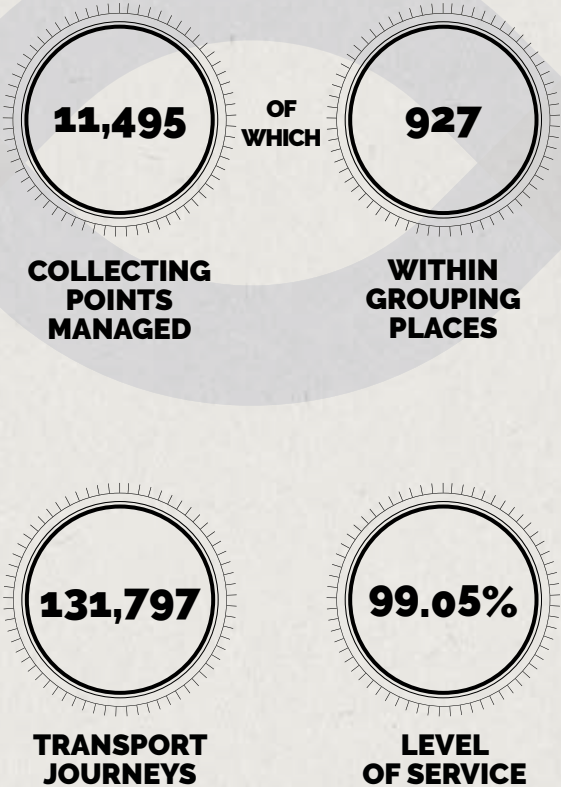 11,495
OF
WHICH
927
COLLECTING
POINTS
MANAGED
WITHIN
GROUPING
PLACES
131,797
99.05%
TRANSPORT
JOURNEYS
LEVEL
OF SERVICE